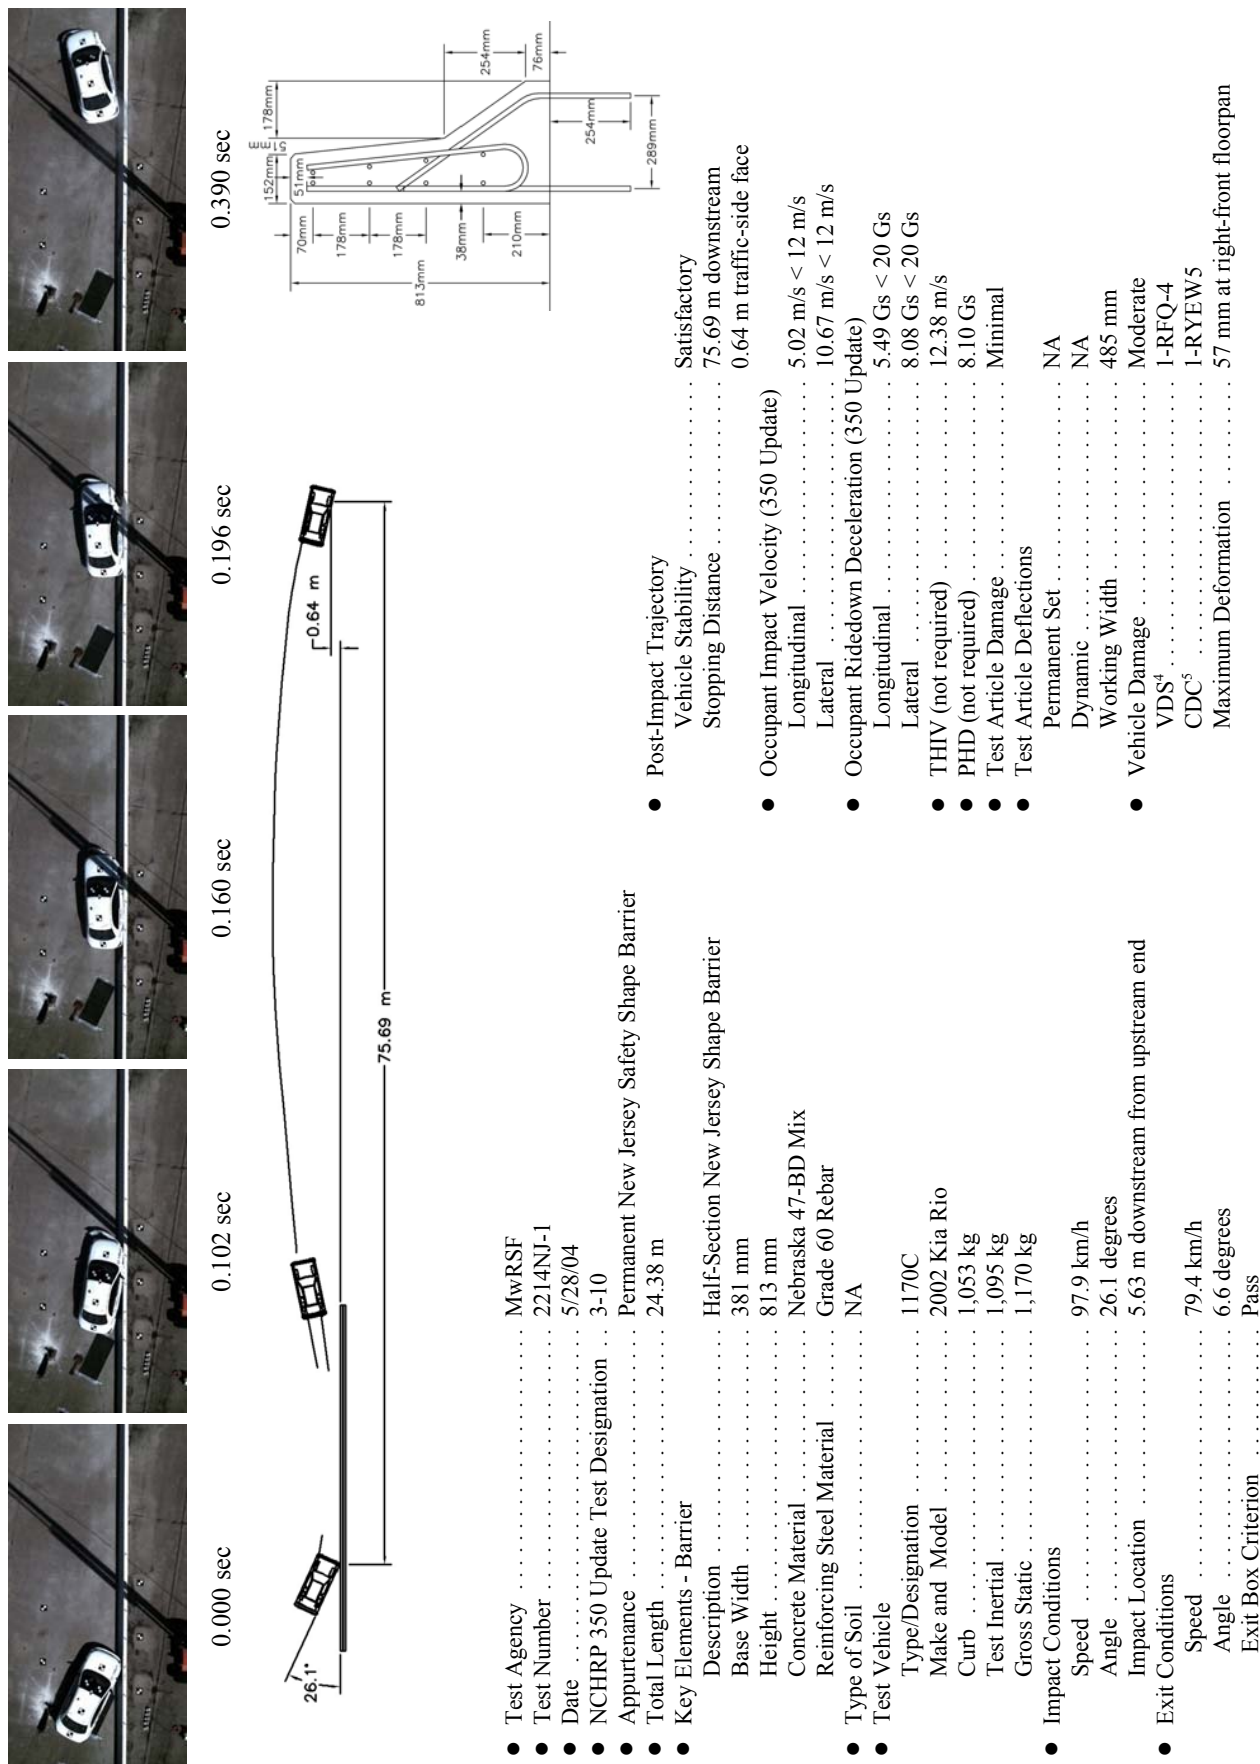 0.000 sec
0.102 sec
0.160 sec
0.196 sec
0.390 sec
26.1°
75.69 m
0.64 m
813mm
70mm
178mm
178mm
38mm
210mm
152mm
51mm
178mm
254mm
76mm
254mm
289mm
● Test Agency . . . . . MwRSF
● Test Number . . . . . 2214NJ-1
● Date . . . . . 5/28/04
● NCHRP 350 Update Test Designation . . 3-10
● Appurtenance . . . . . Permanent New Jersey Safety Shape Barrier
● Total Length . . . . . 24.38 m
● Key Elements - Barrier
Description . . . . . Half-Section New Jersey Shape Barrier
Base Width . . . . . 381 mm
Height . . . . . 813 mm
Concrete Material . . . . . Nebraska 47-BD Mix
Reinforcing Steel Material . . . . . Grade 60 Rebar
● Type of Soil . . . . . NA
● Test Vehicle
Type/Designation . . . . . 1170C
Make and Model . . . . . 2002 Kia Rio
Curb . . . . . 1,053 kg
Test Inertial . . . . . 1,095 kg
Gross Static . . . . . 1,170 kg
● Impact Conditions
Speed . . . . . 97.9 km/h
Angle . . . . . 26.1 degrees
Impact Location . . . . . 5.63 m downstream from upstream end
● Exit Conditions
Speed . . . . . 79.4 km/h
Angle . . . . . 6.6 degrees
Exit Box Criterion . . . . . Pass
● Post-Impact Trajectory
Vehicle Stability . . . . . Satisfactory
Stopping Distance . . . . . 75.69 m downstream
0.64 m traffic-side face
● Occupant Impact Velocity (350 Update)
Longitudinal . . . . . 5.02 m/s < 12 m/s
Lateral . . . . . 10.67 m/s < 12 m/s
● Occupant Ridedown Deceleration (350 Update)
Longitudinal . . . . . 5.49 Gs < 20 Gs
Lateral . . . . . 8.08 Gs < 20 Gs
● THIV (not required) . . . . . 12.38 m/s
● PHD (not required) . . . . . 8.10 Gs
● Test Article Damage . . . . . Minimal
● Test Article Deflections
Permanent Set . . . . . NA
Dynamic . . . . . NA
Working Width . . . . . 485 mm
● Vehicle Damage . . . . . Moderate
VDS⁴ . . . . . 1-RFQ-4
CDC⁵ . . . . . 1-RYEW5
Maximum Deformation . . . . . 57 mm at right-front floorpan